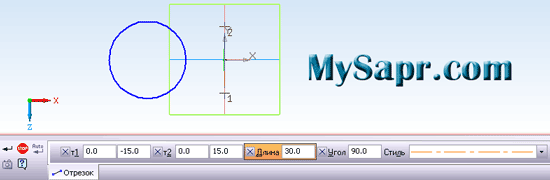 2
X
MySapr.com
1
X
Z
STOP Auto т1 0.0 -15.0 т2 0.0 15.0 Длина 30.0 Угол 90.0 Стиль
Отрезок